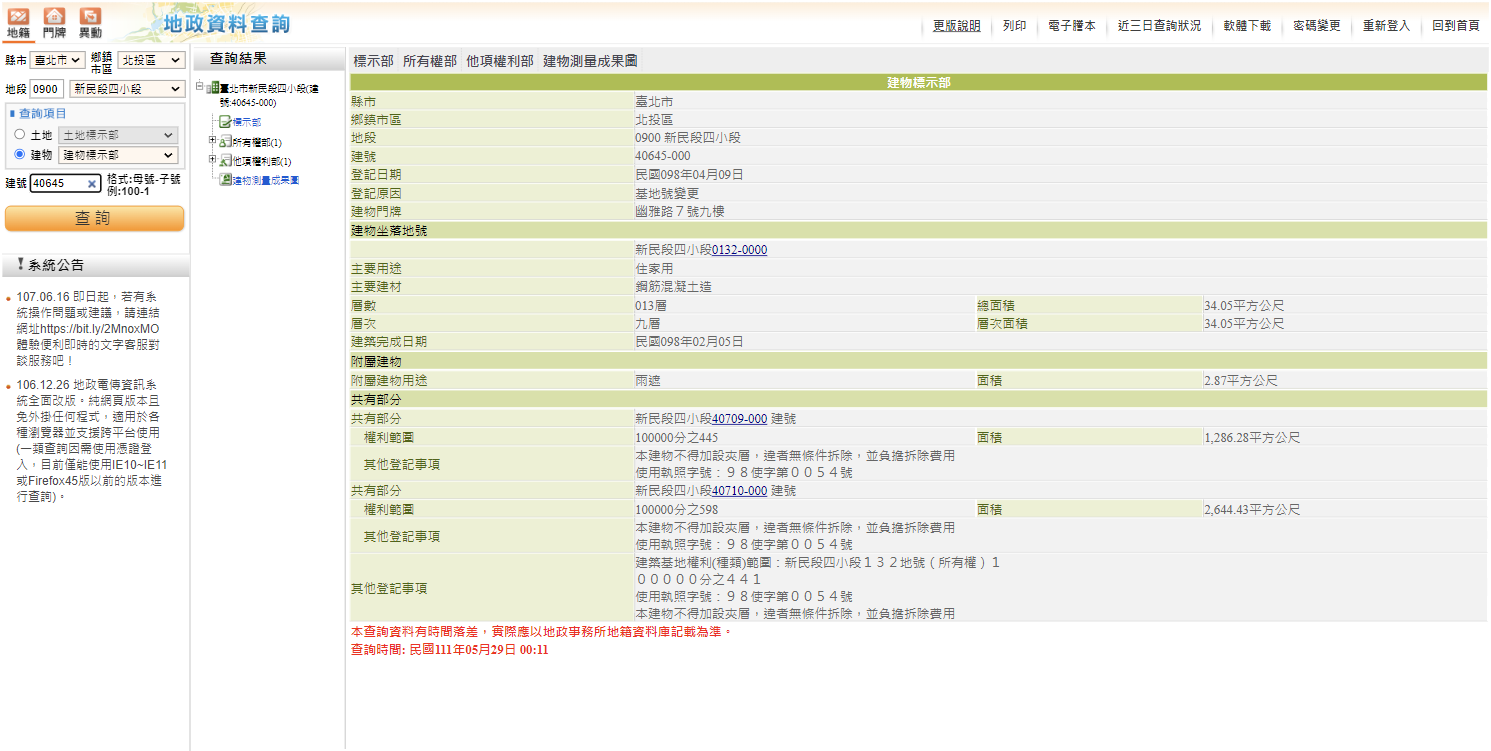 地籍 門牌 異動
地政資料查詢
更版說明 列印 電子謄本 近三日查詢狀況 軟體下載 密碼變更 重新登入 回到首頁
縣市 臺北市 鄉鎮市區 北投區
地段 0900 新民段四小段
查詢項目
土地 土地標示部
建物 建物標示部
建號 40645 格式:母號-子號
例:100-1
查詢
系統公告
107.06.16 即日起，若有系
統操作問題或建議，請連結
網址https://bit.ly/2MnoxMO
體驗便利即時的文字客服對
談服務吧！
106.12.26 地政電傳資訊系
統全面改版。純網頁版本且
免外掛任何程式，適用於各
種瀏覽器並支援跨平台使用
(一類查詢因需使用憑證登
入，目前僅能使用IE10~IE11
或Firefox45版以前的版本進
行查詢)。
查詢結果
臺北市新民段四小段(建
號:40645-000)
標示部
所有權部(1)
他項權利部(1)
建物測量成果圖
標示部 所有權部 他項權利部 建物測量成果圖
建物標示部
縣市 臺北市
鄉鎮市區 北投區
地段 0900 新民段四小段
建號 40645-000
登記日期 民國098年04月09日
登記原因 基地號變更
建物門牌 幽雅路７號九樓
建物坐落地號
新民段四小段0132-0000
主要用途 住家用
主要建材 鋼筋混凝土造
層數 013層 總面積 34.05平方公尺
層次 九層 層次面積 34.05平方公尺
建築完成日期 民國098年02月05日
附屬建物
附屬建物用途 雨遮 面積 2.87平方公尺
共有部分
共有部分 新民段四小段40709-000 建號
權利範圍 100000分之445 面積 1,286.28平方公尺
其他登記事項 本建物不得加設夾層，違者無條件拆除，並負擔拆除費用
使用執照字號：９８使字第００５４號
共有部分 新民段四小段40710-000 建號
權利範圍 100000分之598 面積 2,644.43平方公尺
其他登記事項 本建物不得加設夾層，違者無條件拆除，並負擔拆除費用
使用執照字號：９８使字第００５４號
其他登記事項 建築基地權利(種類)範圍：新民段四小段１３２地號（所有權）１
０００００分之４４１
使用執照字號：９８使字第００５４號
本建物不得加設夾層，違者無條件拆除，並負擔拆除費用
本查詢資料有時間落差，實際應以地政事務所地籍資料庫記載為準。
查詢時間: 民國111年05月29日 00:11